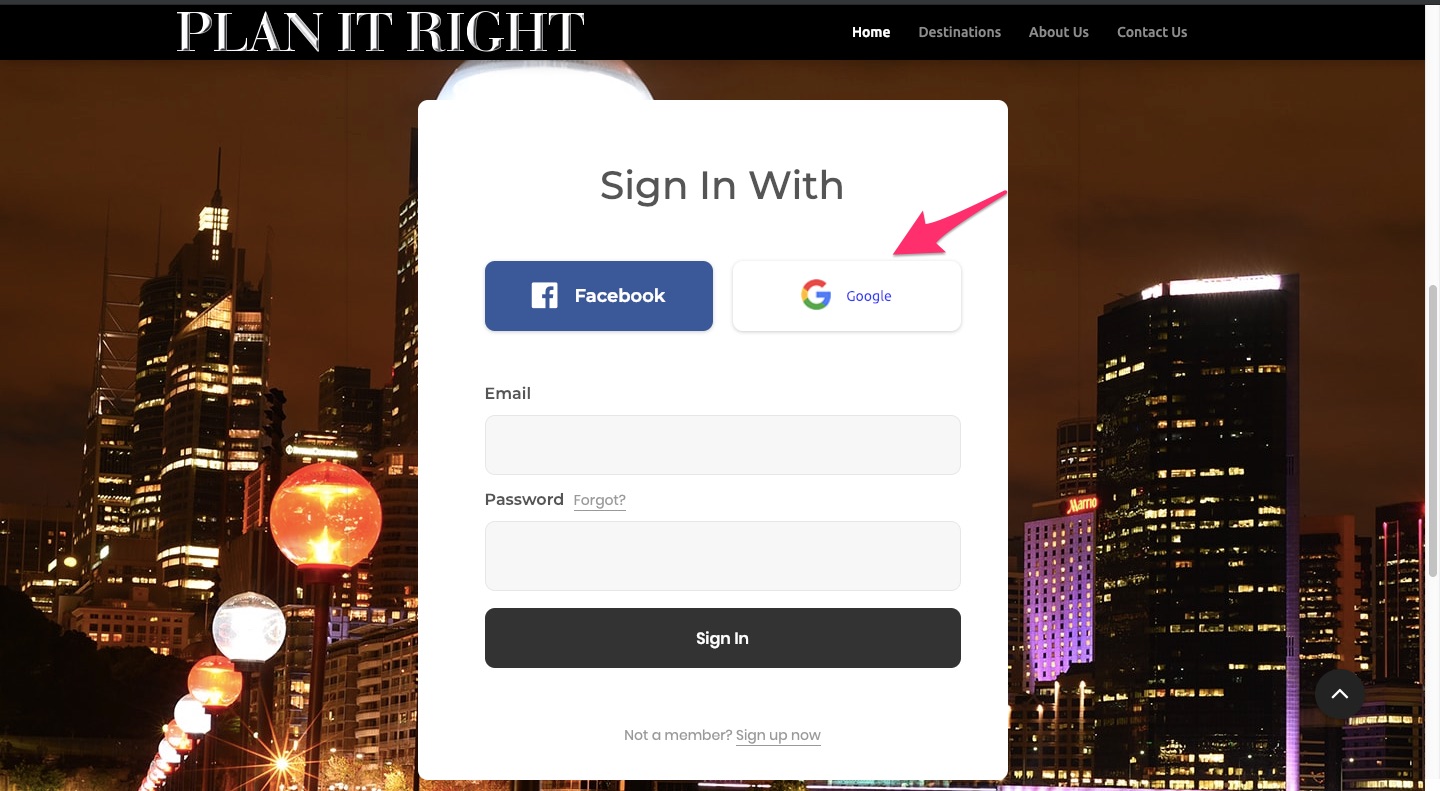 PLAN IT RIGHT
Home Destinations About Us Contact Us
Sign In With
Facebook Google
Email
Password Forgot?
Marrio
Sign In
Not a member? Sign up now